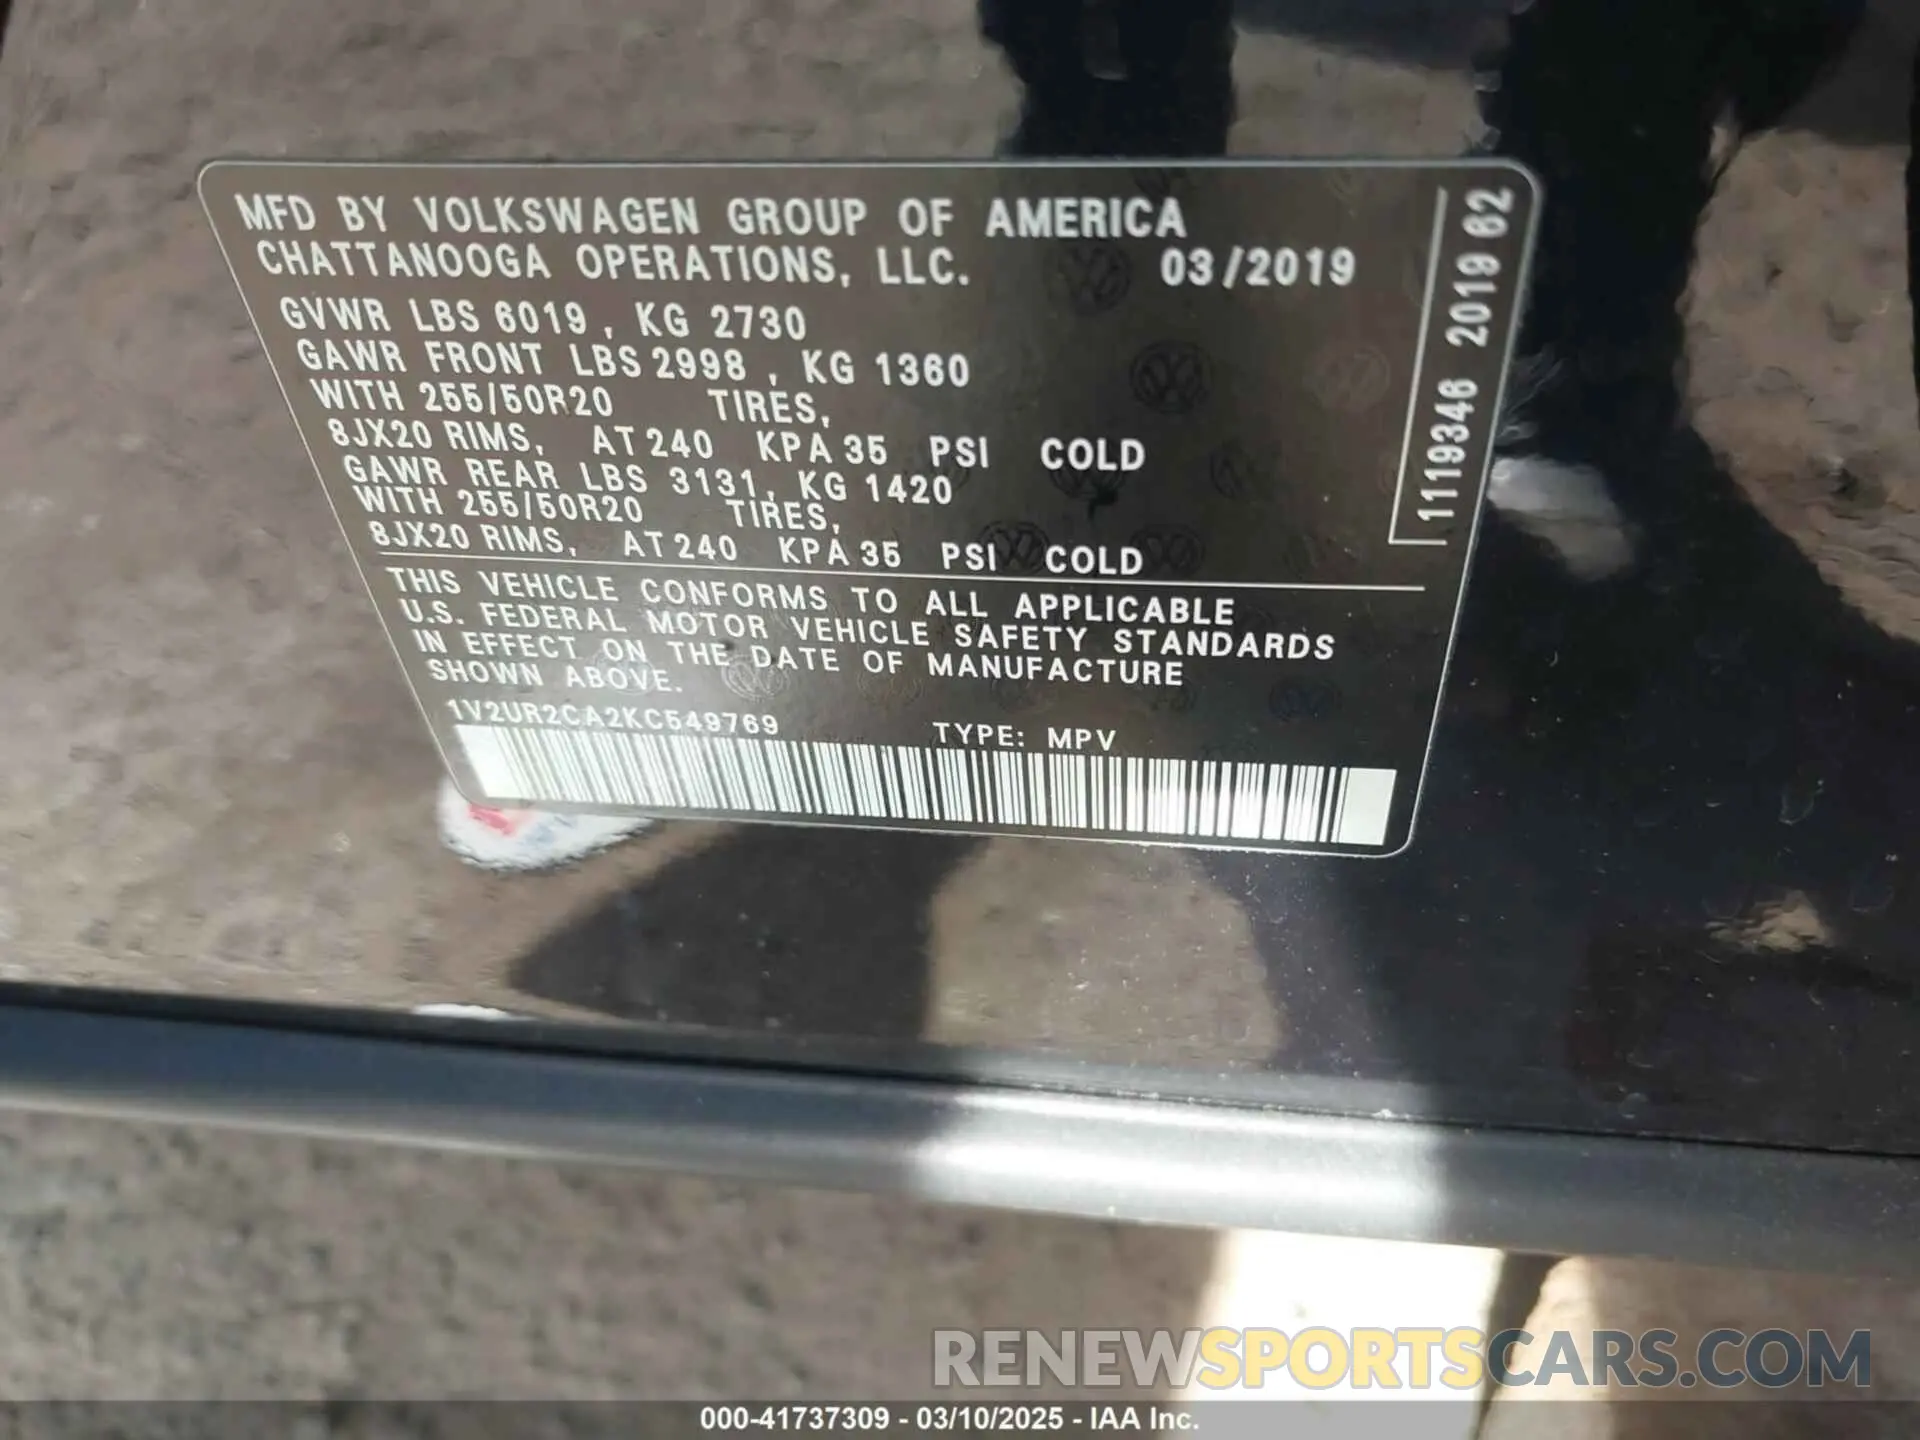 MFD BY VOLKSWAGEN GROUP OF AMERICA
CHATTANOOGA OPERATIONS, LLC. 03/2019
GVWR LBS 6019 , KG 2730
GAWR FRONT LBS 2998 , KG 1360
WITH 255/50R20 TIRES,
8JX20 RIMS, AT 240 KPA 35 PSI COLD
GAWR REAR LBS 3131, KG 1420
WITH 255/50R20 TIRES,
8JX20 RIMS, AT 240 KPA 35 PSI COLD
THIS VEHICLE CONFORMS TO ALL APPLICABLE
U.S. FEDERAL MOTOR VEHICLE SAFETY STANDARDS
IN EFFECT ON THE DATE OF MANUFACTURE
SHOWN ABOVE.
1V2UR2CA2KC549769 TYPE: MPV
1119346 2019 02
RENEWSPORTSCARS.COM
000-41737309 - 03/10/2025 - IAA Inc.